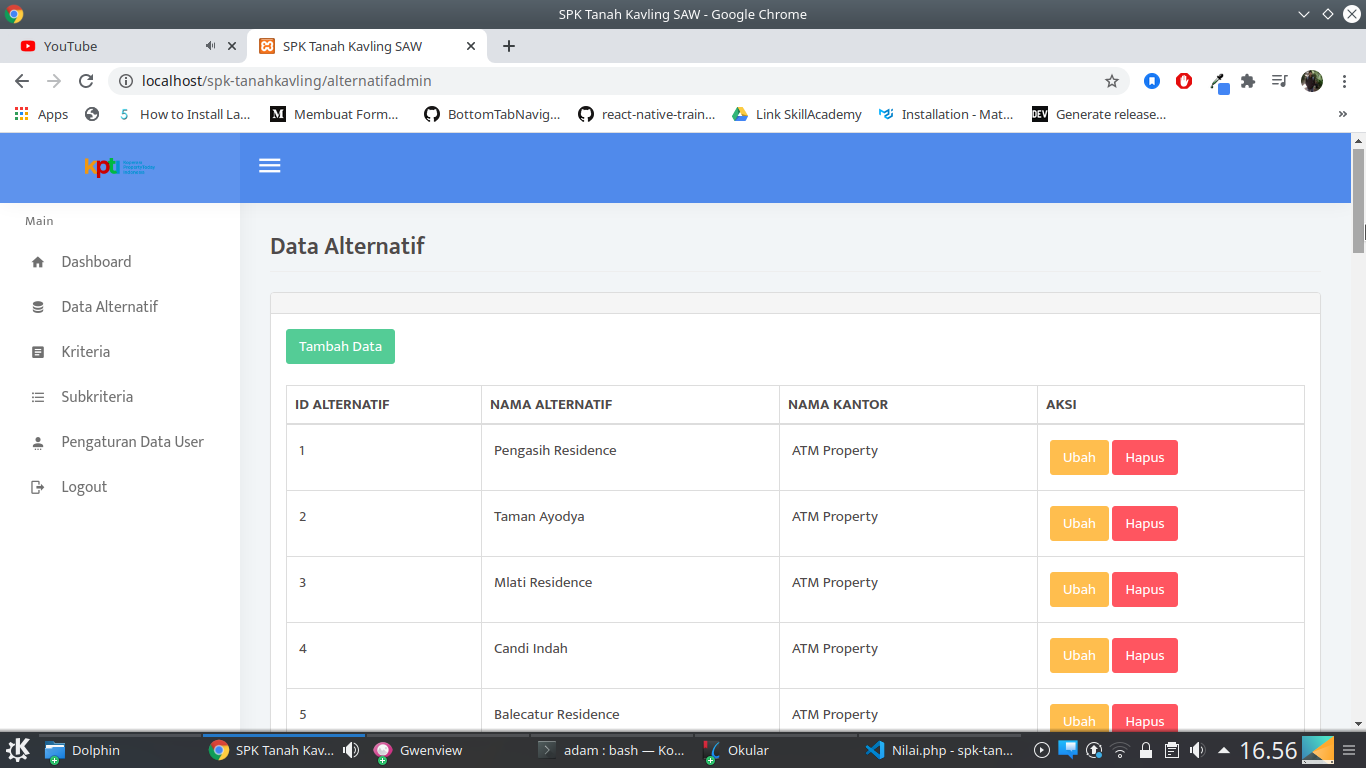 SPK Tanah Kavling SAW - Google Chrome
YouTube
SPK Tanah Kavling SAW
localhost/spk-tanahkavling/alternatifadmin
Apps
How to Install La...
Membuat Form...
BottomTabNavig...
react-native-train...
Link SkillAcademy
Installation - Mat...
DEV
Generate release...
kpti
Main
Dashboard
Data Alternatif
Kriteria
Subkriteria
Pengaturan Data User
Logout
Data Alternatif
Tambah Data
ID ALTERNATIF NAMA ALTERNATIF NAMA KANTOR AKSI
1 Pengasih Residence ATM Property Ubah Hapus
2 Taman Ayodya ATM Property Ubah Hapus
3 Mlati Residence ATM Property Ubah Hapus
4 Candi Indah ATM Property Ubah Hapus
5 Balecatur Residence ATM Property Ubah Hapus
Dolphin
SPK Tanah Kav...
Gwenview
adam : bash — Ko...
Okular
Nilai.php - spk-tan...
16.56